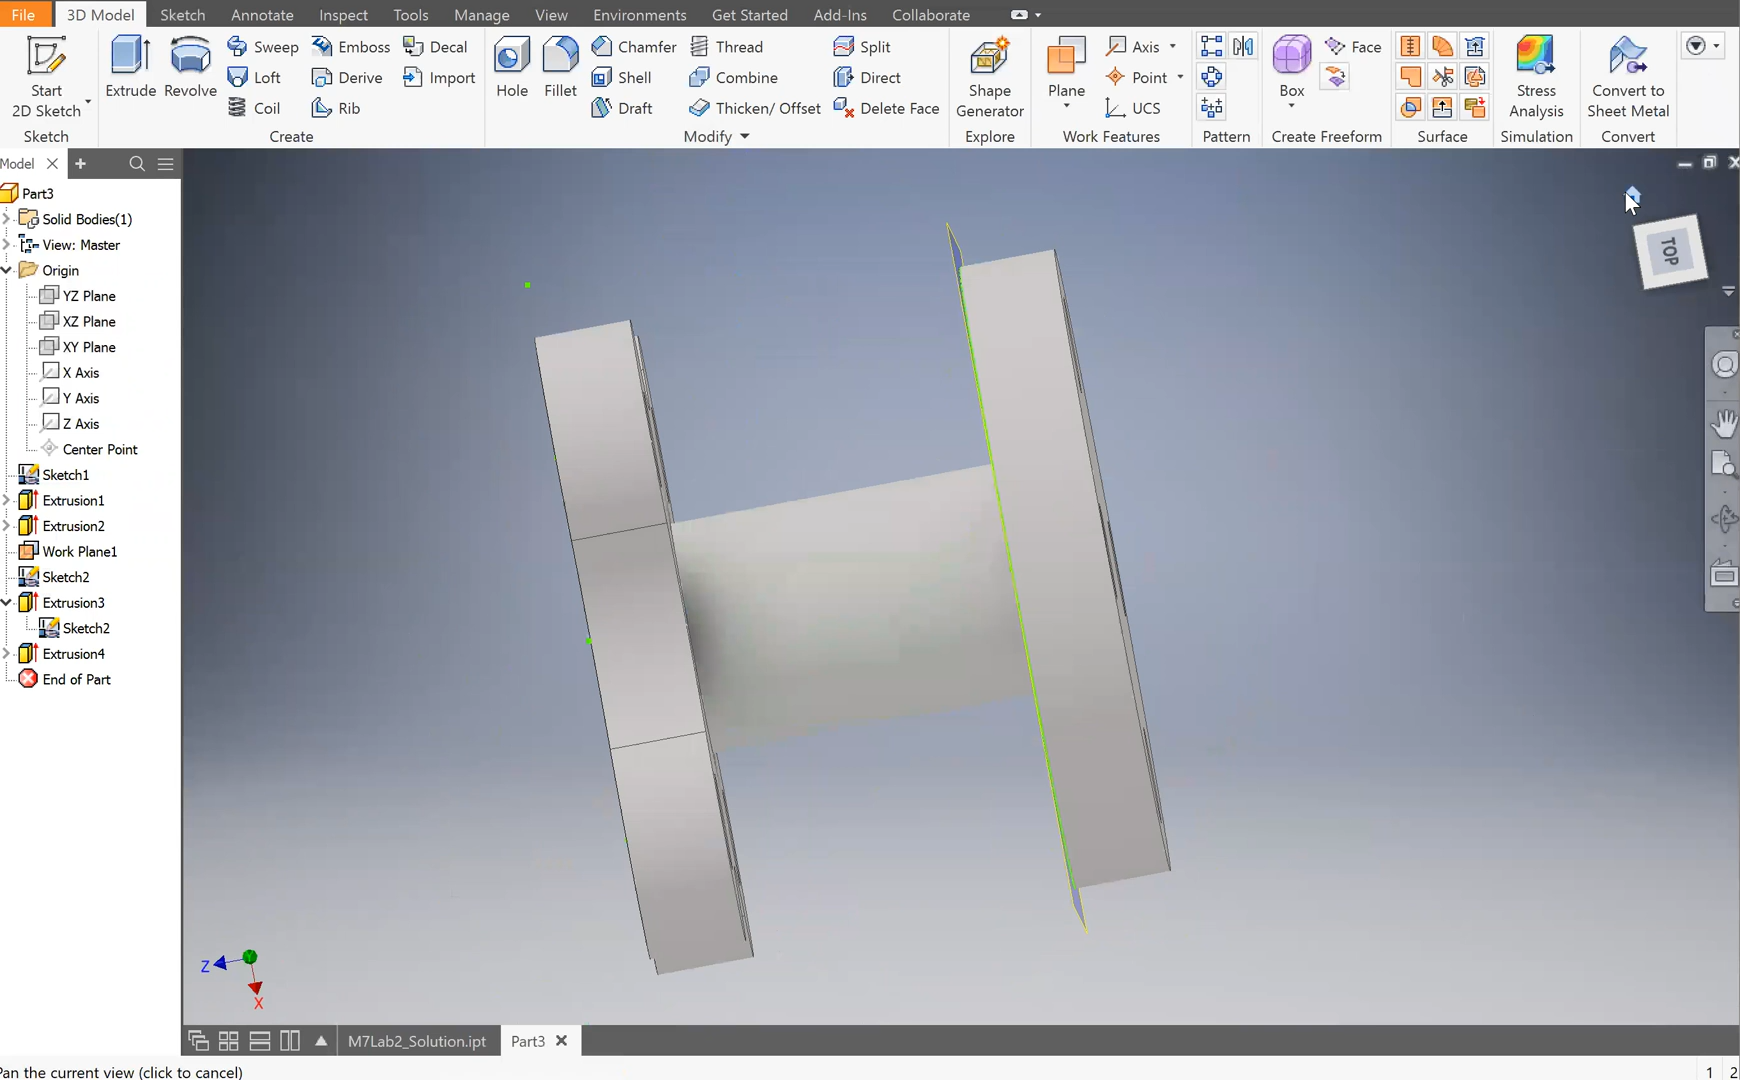 File 3D Model Sketch Annotate Inspect Tools Manage View Environments Get Started Add-Ins Collaborate
Start
2D Sketch
Sketch
Extrude Revolve
Sweep Emboss Decal
Loft Derive Import
Coil Rib
Create
Hole Fillet
Chamfer Thread Split
Shell Combine Direct
Draft Thicken/ Offset Delete Face
Modify
Shape
Generator
Explore
Plane
Axis
Point
UCS
Work Features
Pattern
Box
Face
Create Freeform
Surface
Stress
Analysis
Simulation
Convert to
Sheet Metal
Convert
Model
Part3
Solid Bodies(1)
View: Master
Origin
YZ Plane
XZ Plane
XY Plane
X Axis
Y Axis
Z Axis
Center Point
Sketch1
Extrusion1
Extrusion2
Work Plane1
Sketch2
Extrusion3
Sketch2
Extrusion4
End of Part
TOP
Z
X
M7Lab2_Solution.ipt Part3
Pan the current view (click to cancel)
1 2